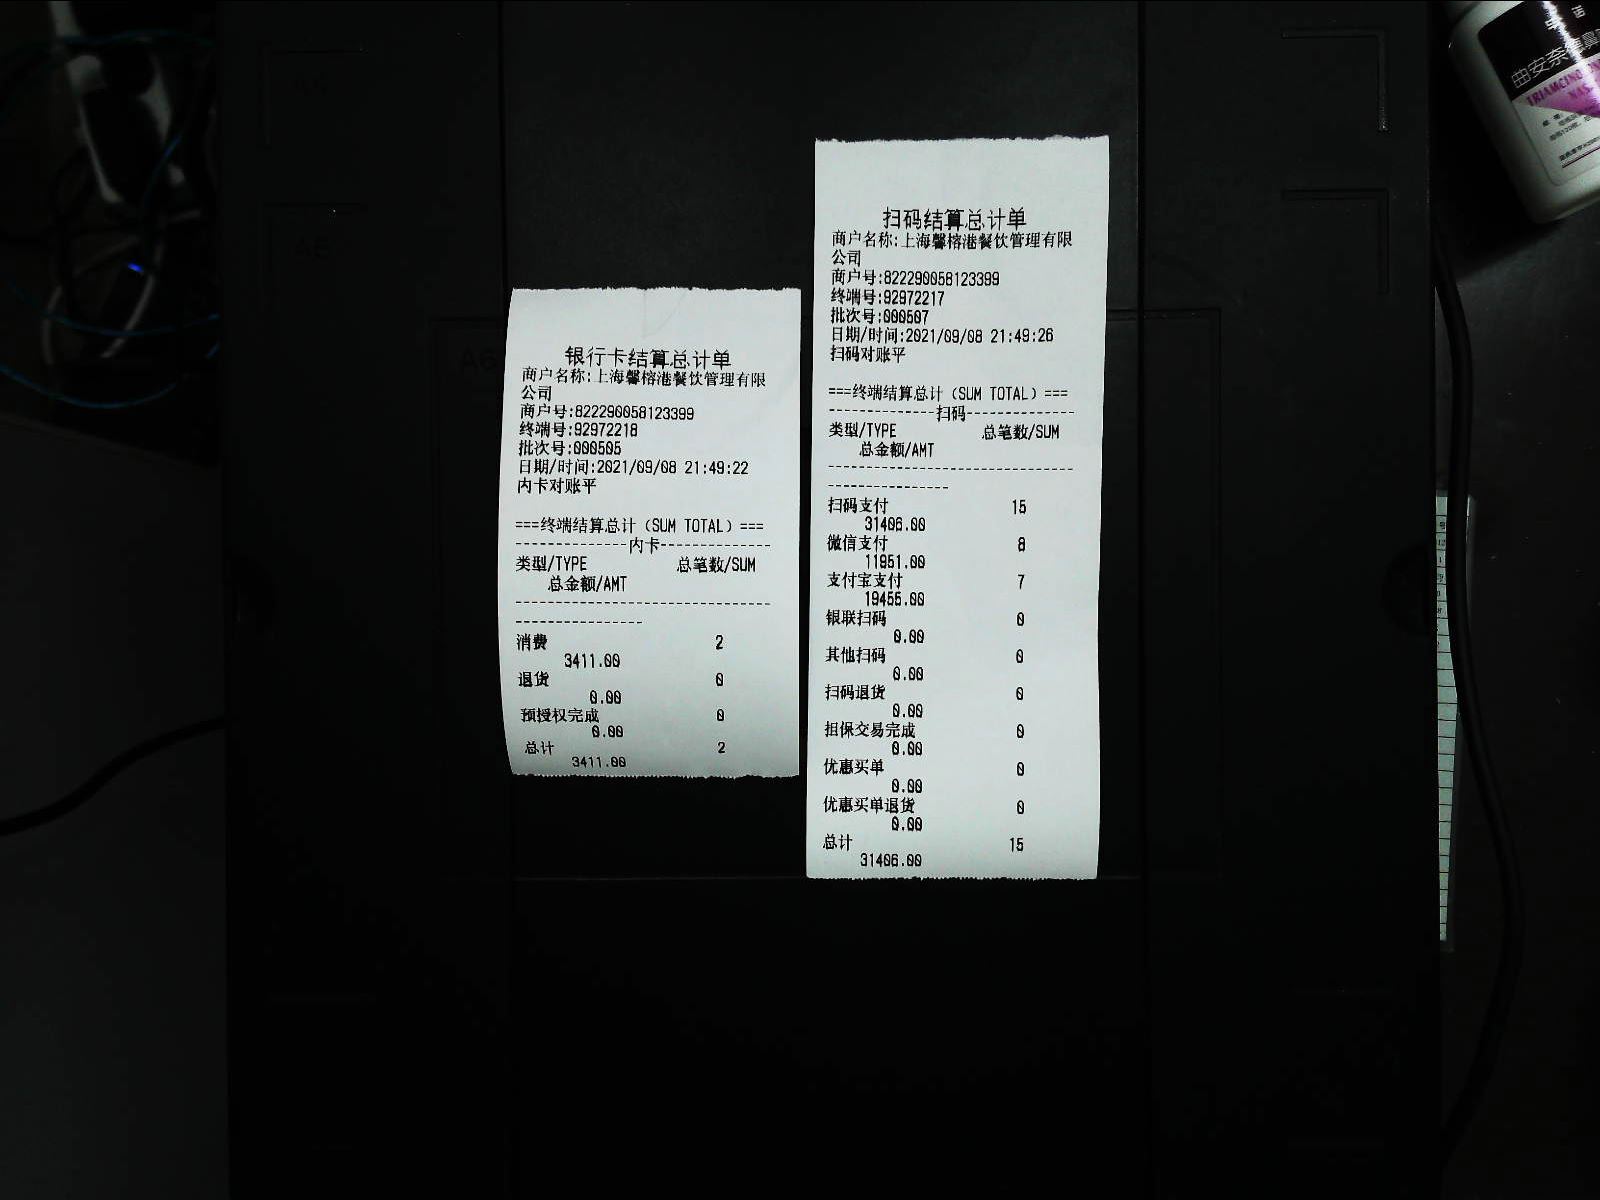 银行卡结算总计单
商户名称:上海馨榕港餐饮管理有限
公司
商户号:822290058123399
终端号:92972218
批次号:000505
日期/时间:2021/09/08 21:49:22
内卡对账平
===终端结算总计（SUM TOTAL）===
--------------内卡--------------
类型/TYPE 总笔数/SUM
总金额/AMT
--------------------------------
----------------
消费 2
3411.00
退货 0
0.00
预授权完成 0
0.00
总计 2
3411.00
扫码结算总计单
商户名称:上海馨榕港餐饮管理有限
公司
商户号:822290058123399
终端号:92972217
批次号:000507
日期/时间:2021/09/08 21:49:26
扫码对账平
===终端结算总计（SUM TOTAL）===
--------------扫码--------------
类型/TYPE 总笔数/SUM
总金额/AMT
--------------------------------
----------------
扫码支付 15
31406.00
微信支付 8
11951.00
支付宝支付 7
19455.00
银联扫码 0
0.00
其他扫码 0
0.00
扫码退货 0
0.00
担保交易完成 0
0.00
优惠买单 0
0.00
优惠买单退货 0
0.00
总计 15
31406.00
曲安奈德鼻
A6